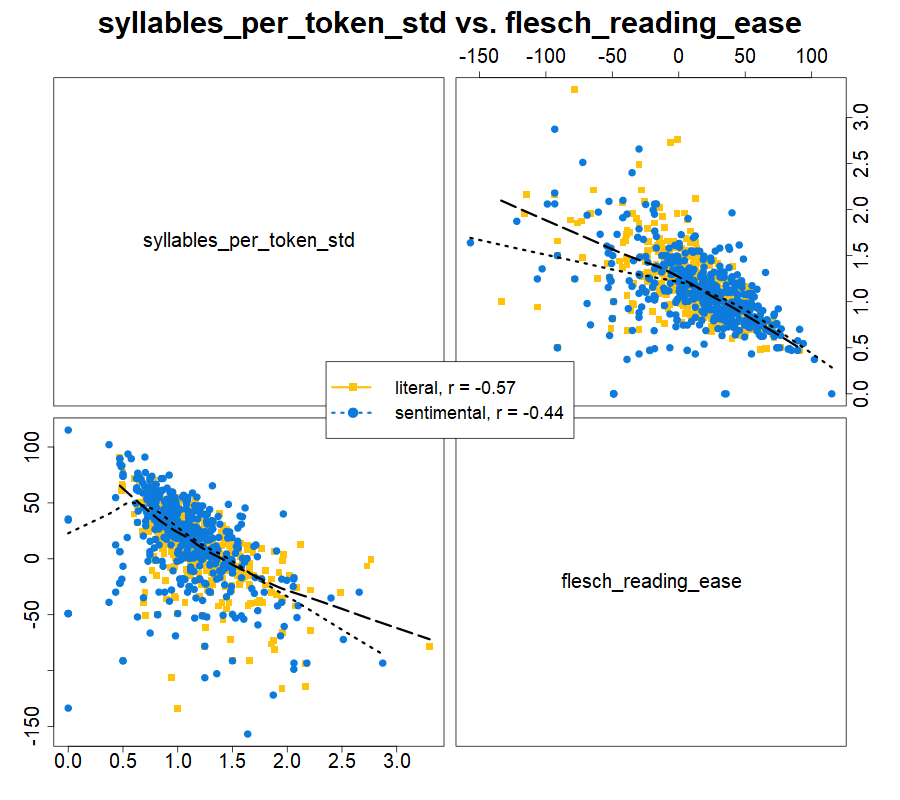 syllables_per_token_std vs. flesch_reading_ease
-150 -100 -50 0 50 100
syllables_per_token_std
0.0 0.5 1.0 1.5 2.0 2.5 3.0
literal, r = -0.57
sentimental, r = -0.44
-150 -50 0 50 100
flesch_reading_ease
0.0 0.5 1.0 1.5 2.0 2.5 3.0